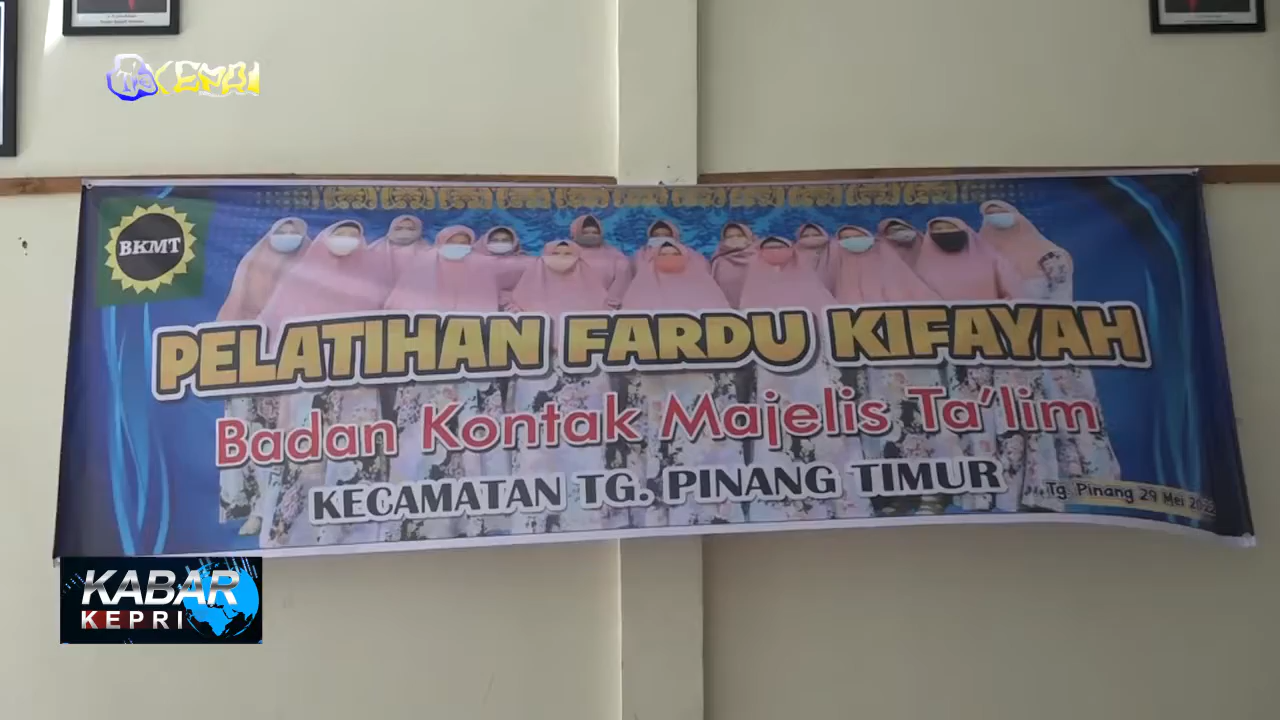 BKMT
PELATIHAN FARDU KIFAYAH
Badan Kontak Majelis Ta'lim
KECAMATAN TG. PINANG TIMUR
Tg. Pinang 29 Mei 2022
KABAR
KEPRI